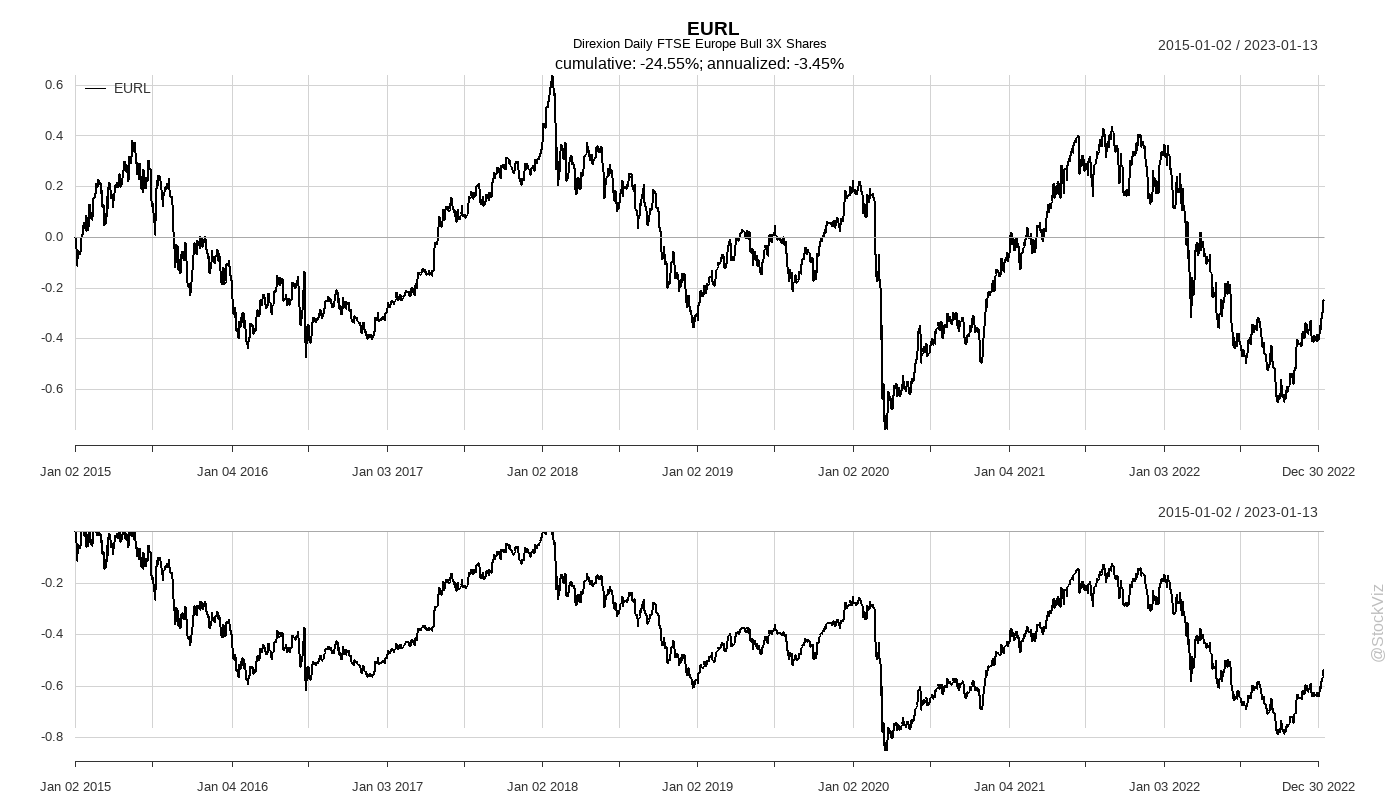 EURL
Direxion Daily FTSE Europe Bull 3X Shares
2015-01-02 / 2023-01-13
cumulative: -24.55%; annualized: -3.45%
EURL
0.6
0.4
0.2
0.0
-0.2
-0.4
-0.6
Jan 02 2015 Jan 04 2016 Jan 03 2017 Jan 02 2018 Jan 02 2019 Jan 02 2020 Jan 04 2021 Jan 03 2022 Dec 30 2022
2015-01-02 / 2023-01-13
-0.2
-0.4
-0.6
-0.8
Jan 02 2015 Jan 04 2016 Jan 03 2017 Jan 02 2018 Jan 02 2019 Jan 02 2020 Jan 04 2021 Jan 03 2022 Dec 30 2022
@StockViz